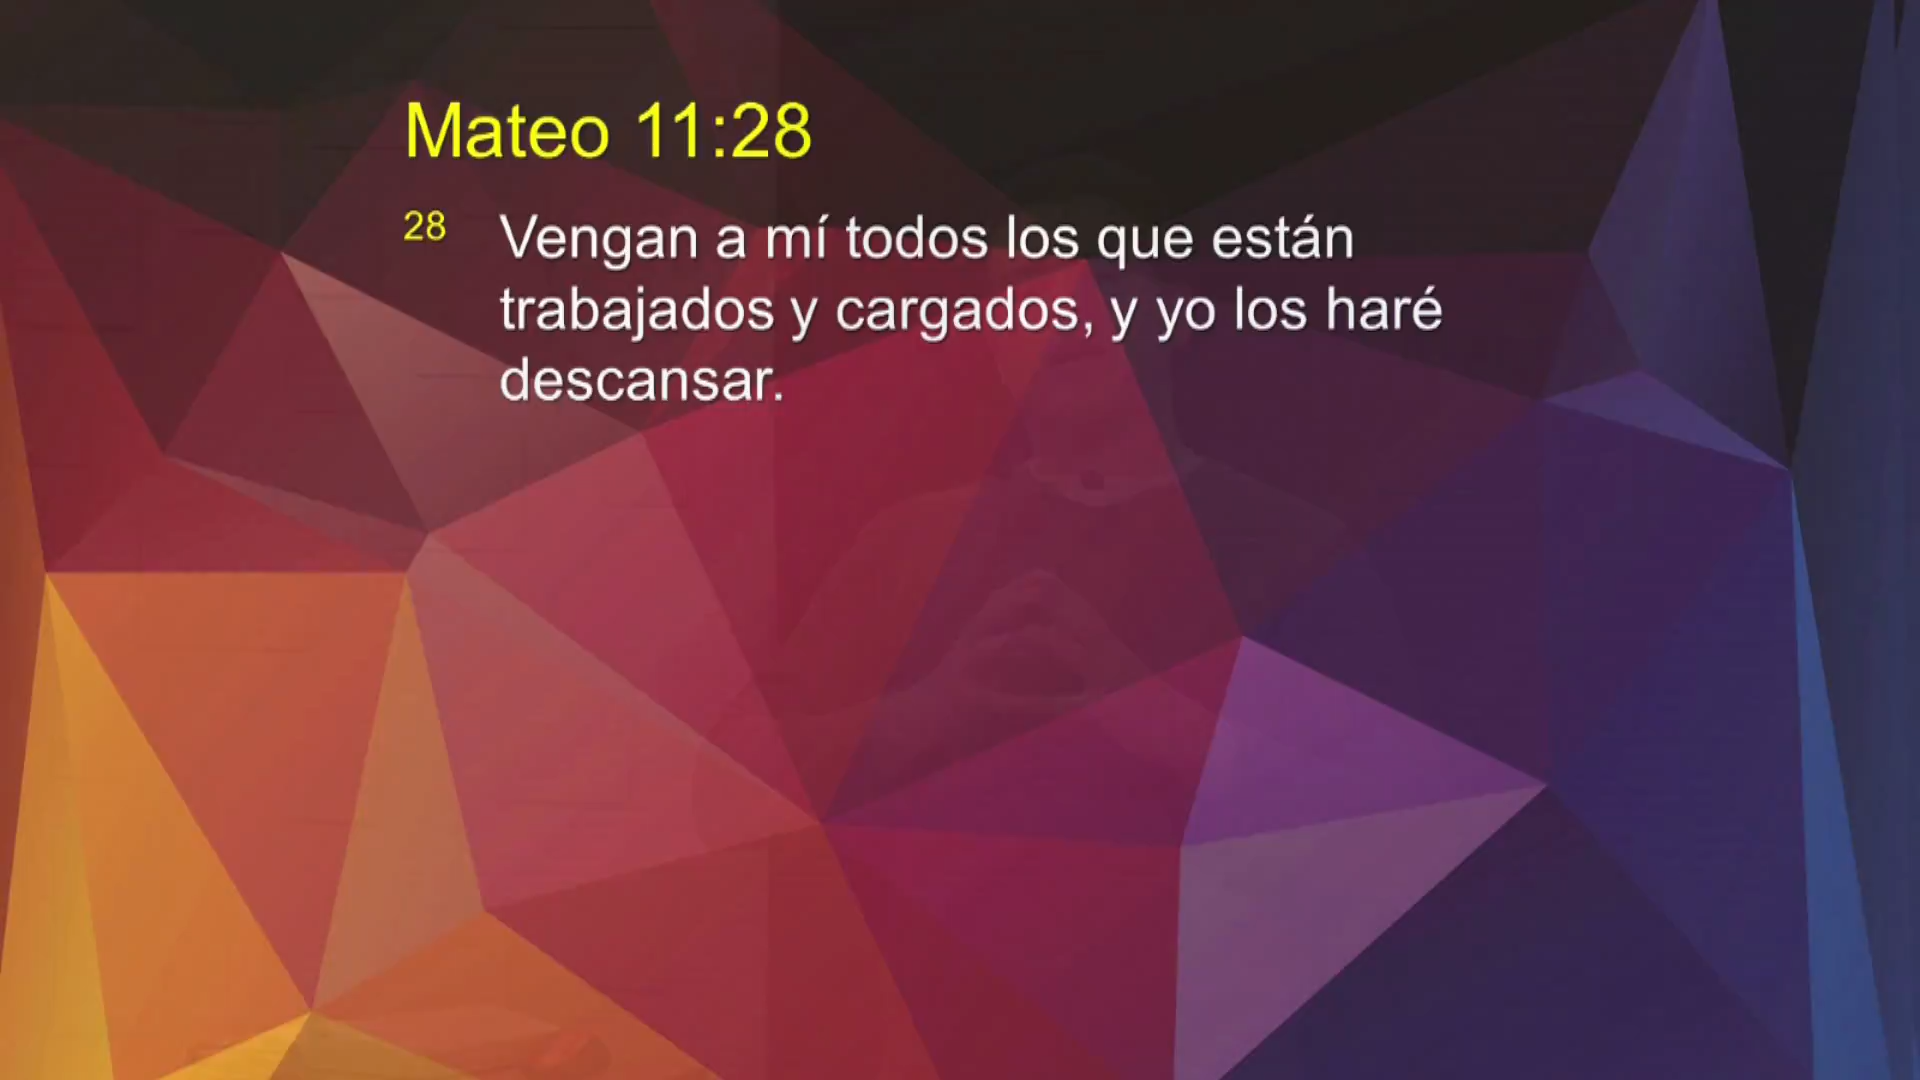 Mateo 11:28
28 Vengan a mí todos los que están
trabajados y cargados, y yo los haré
descansar.